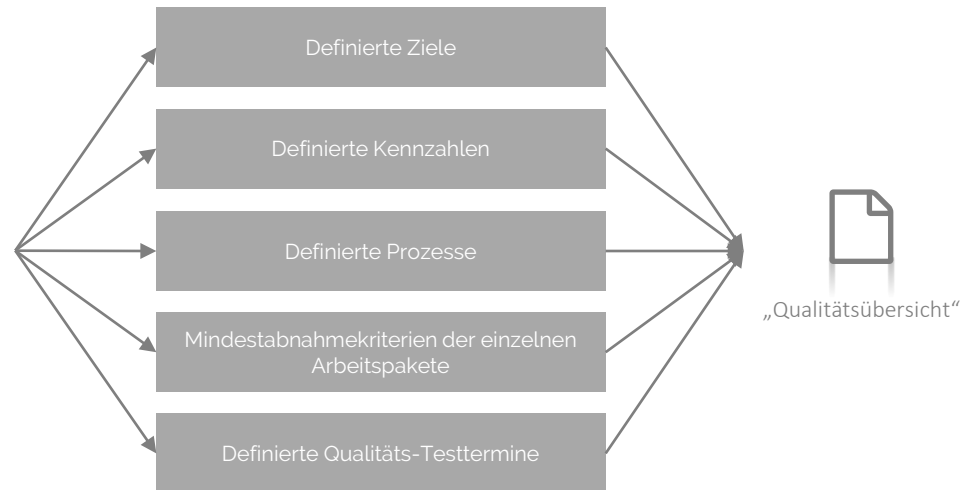 Definierte Ziele
Definierte Kennzahlen
Definierte Prozesse
Mindestabnahmekriterien der einzelnen
Arbeitspakete
Definierte Qualitäts-Testtermine
„Qualitätsübersicht“